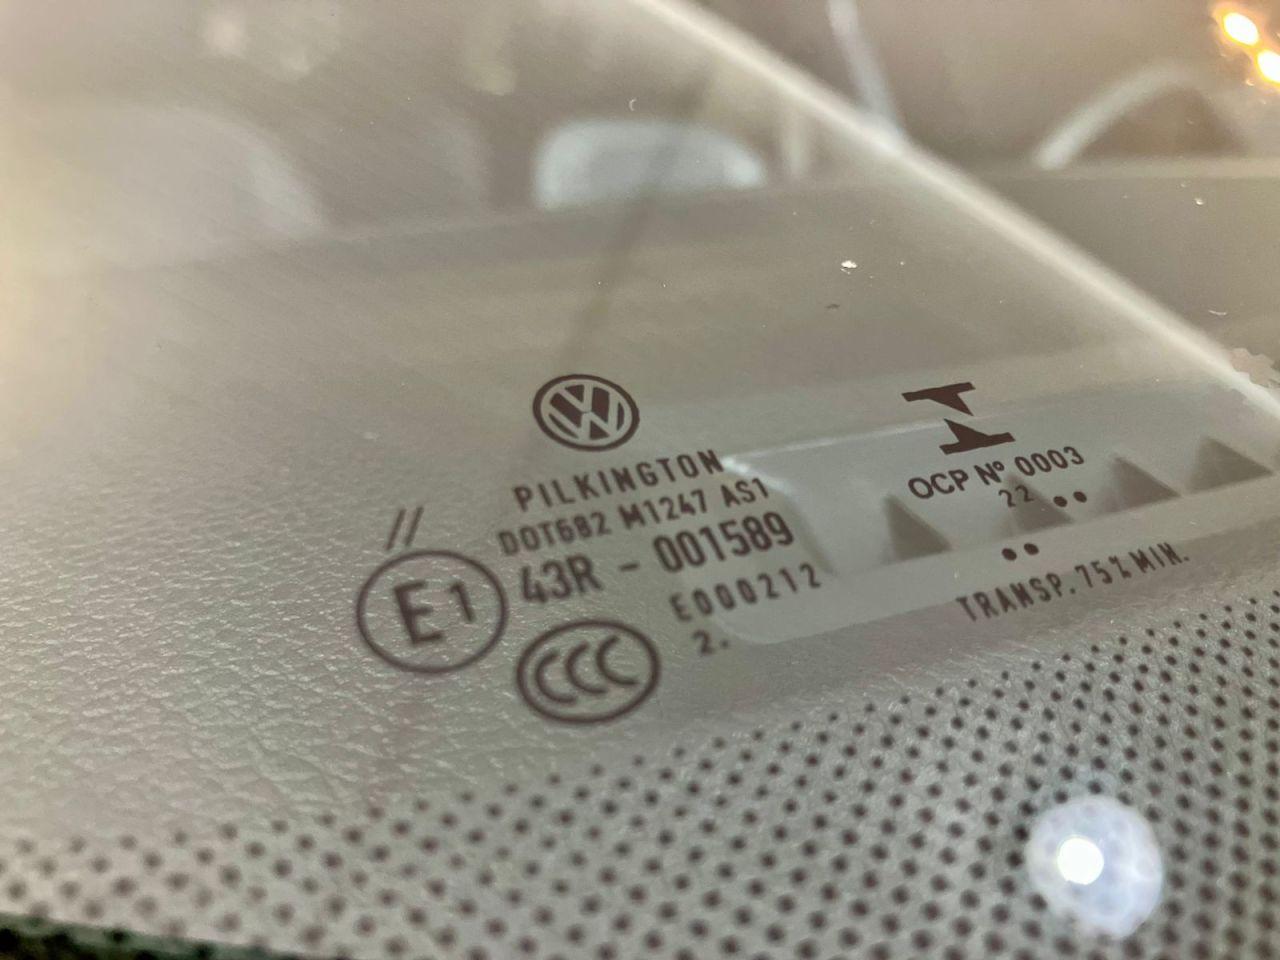 PILKINGTON
DOT682 M1247 AS1
43R - 001589
E1
E000212
CCC
2.
OCP Nº 0003
22 ••
••
TRANSP. 75% MIN.